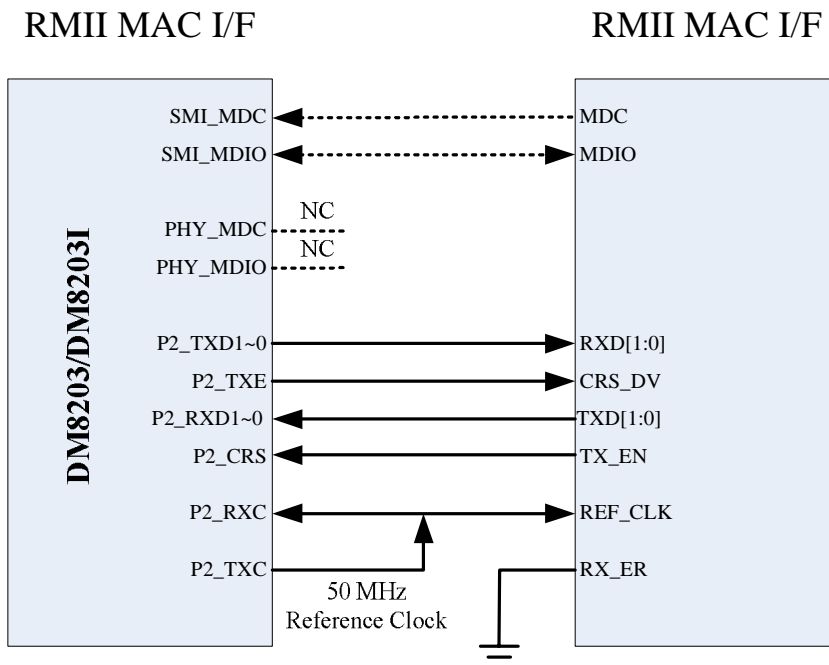 RMII MAC I/F
RMII MAC I/F
DM8203/DM8203I
SMI_MDC
MDC
SMI_MDIO
MDIO
PHY_MDC
NC
PHY_MDIO
NC
P2_TXD1~0
RXD[1:0]
P2_TXE
CRS_DV
P2_RXD1~0
TXD[1:0]
P2_CRS
TX_EN
P2_RXC
REF_CLK
P2_TXC
RX_ER
50 MHz
Reference Clock